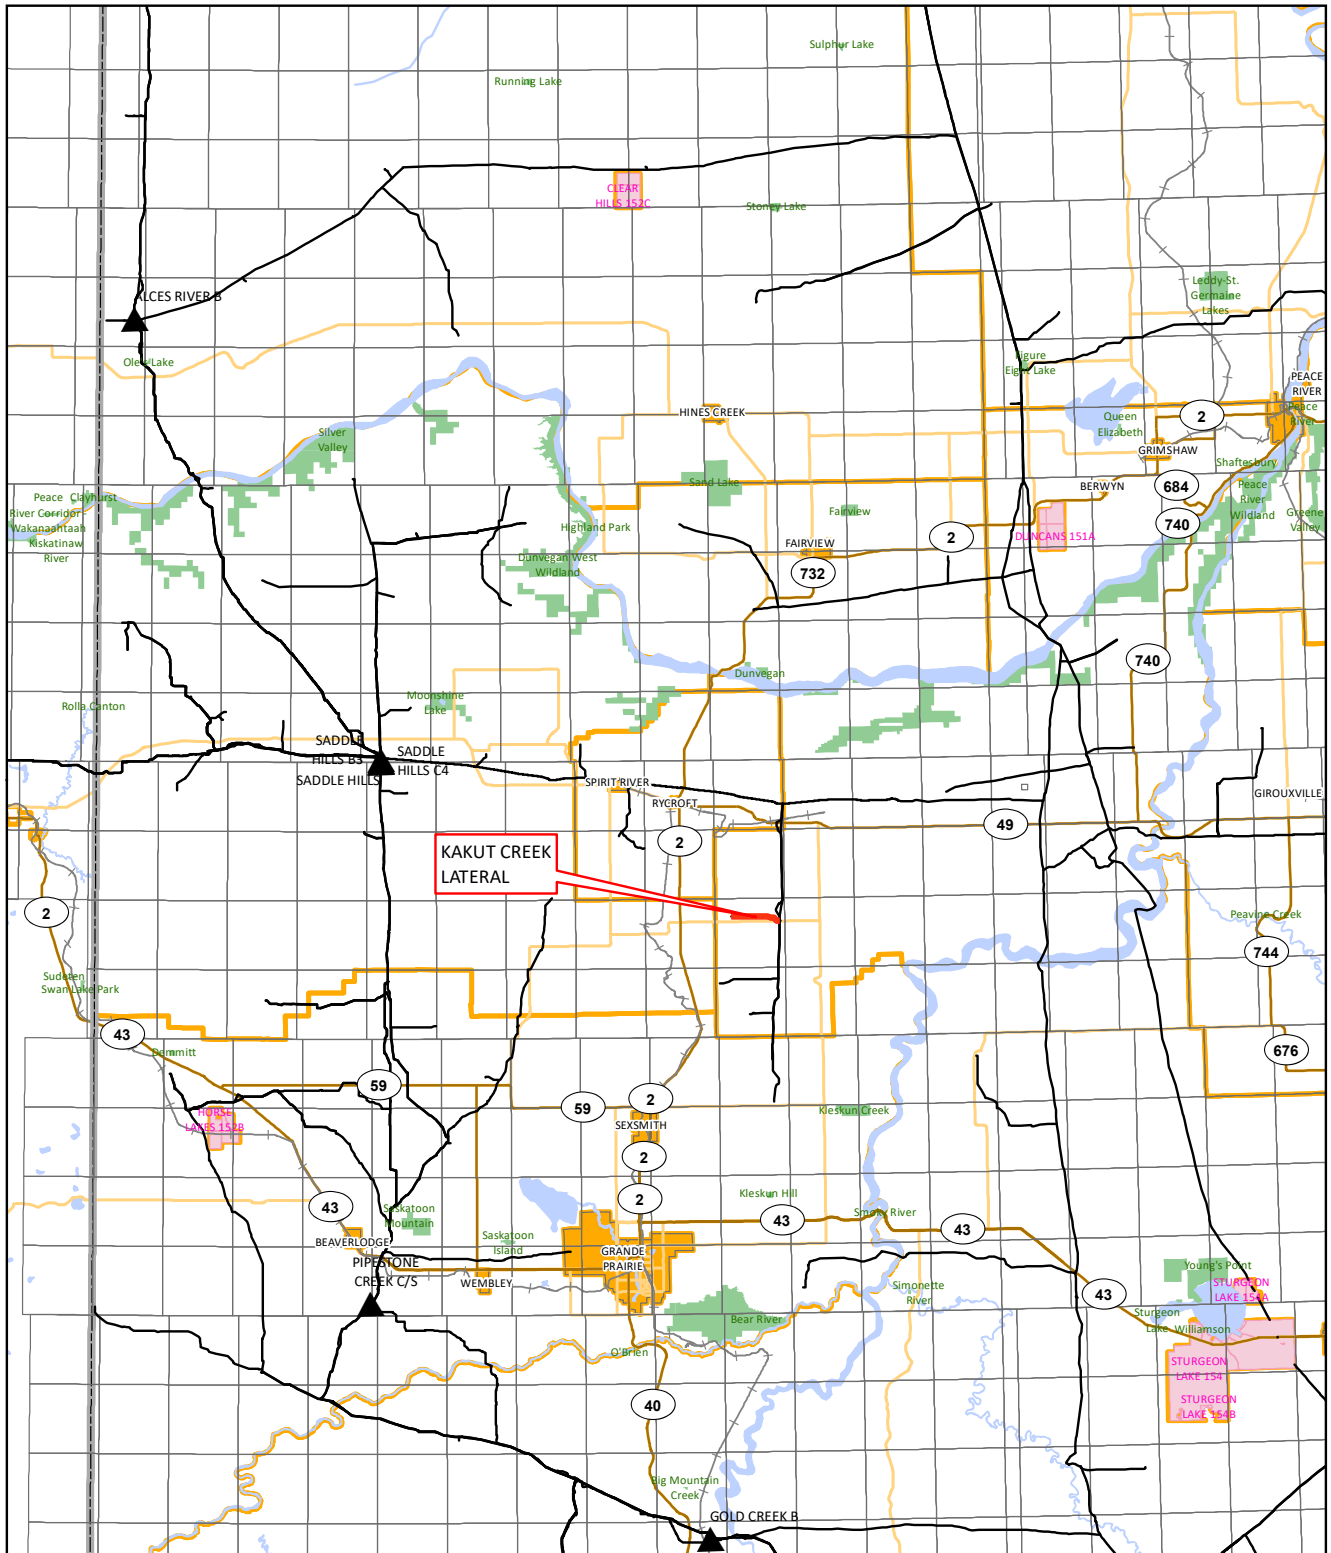 Sulphur Lake
Running Lake
CLEAR
HILLS 152C
Stoney Lake
Leddy-St.
Germaine
Lakes
ALCES RIVER B
Ole's Lake
Figure
Eight Lake
PEACE
RIVER
Peace
River
HINES CREEK
2
Queen
Elizabeth
GRIMSHAW
Silver
Valley
Shaftesbury
Sand Lake
BERWYN
684
Peace
River
Wildland
Peace
River Corridor
Clayhurst
Wakanaahtaah
Kiskatinaw
River
Highland Park
Fairview
Greene
Valley
740
2
DUNCANS 151A
FAIRVIEW
732
Dunvegan West
Wildland
740
Dunvegan
Moonshine
Lake
Rolla Canton
SADDLE
HILLS B3
SADDLE
HILLS C4
SADDLE HILLS
SPIRIT RIVER
RYCROFT
GIROUXVILLE
49
2
KAKUT CREEK
LATERAL
2
Peavine Creek
744
Sudeten
Swan Lake Park
43
Demmitt
676
59
59
2
Kleskun Creek
HORSE
LAKES 152B
SEXSMITH
2
2
Kleskun Hill
43
Saskatoon
Mountain
43
Smoky River
43
BEAVERLODGE
Saskatoon
Island
GRANDE
PRAIRIE
PIPESTONE
CREEK C/S
WEMBLEY
Young's Point
STURGEON
LAKE 154A
Simonette
River
43
Bear River
Sturgeon
Lake
Williamson
O'Brien
STURGEON
LAKE 154
40
STURGEON
LAKE 154B
Big Mountain
Creek
GOLD CREEK B